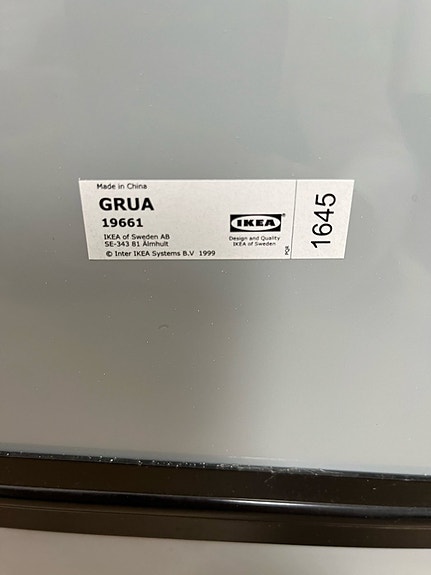 Made in China
GRUA
19661
IKEA of Sweden AB
SE-343 81 Älmhult
© Inter IKEA Systems B.V 1999
IKEA
Design and Quality
IKEA of Sweden
PQR
1645